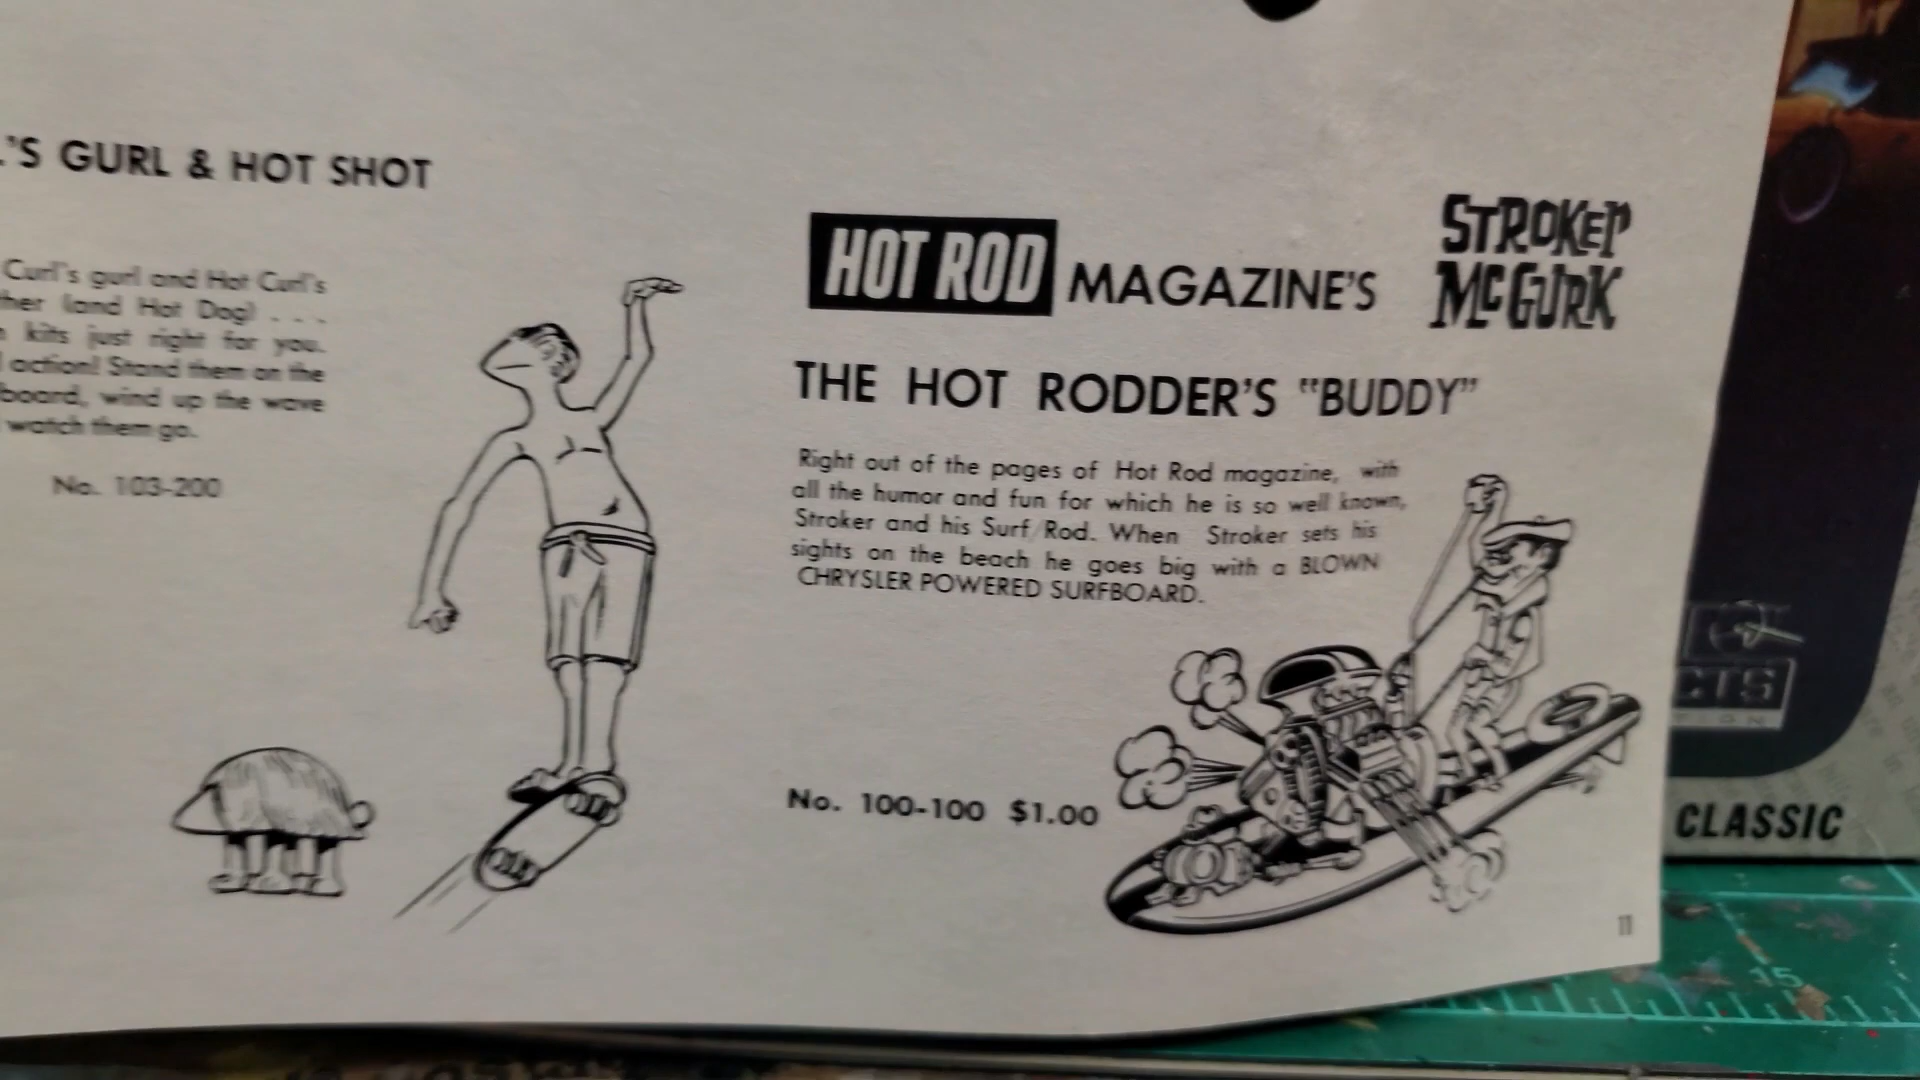 'S GURL & HOT SHOT
Curl's gurl and Hot Curl's
ther (and Hot Dog) . . .
kits just right for you.
action! Stand them on the
board, wind up the wave
watch them go.
No. 103-200
HOT ROD MAGAZINE'S
STROKER
MCGURK
THE HOT RODDER'S "BUDDY"
Right out of the pages of Hot Rod magazine, with
all the humor and fun for which he is so well known,
Stroker and his Surf/Rod. When Stroker sets his
sights on the beach he goes big with a BLOWN
CHRYSLER POWERED SURFBOARD.
No. 100-100 $1.00
11
CTS
TION
CLASSIC
15